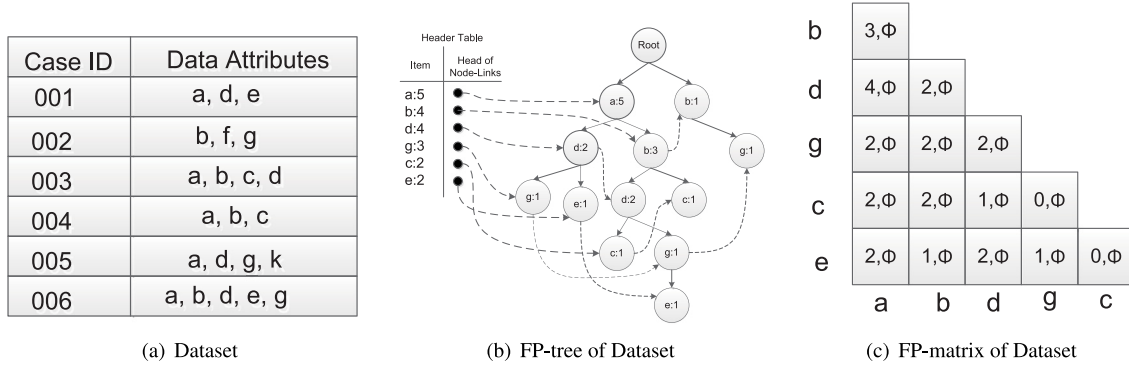 Case ID Data Attributes
001 a, d, e
002 b, f, g
003 a, b, c, d
004 a, b, c
005 a, d, g, k
006 a, b, d, e, g
(a) Dataset
Header Table
Item Head of
Node-Links
a:5
b:4
d:4
g:3
c:2
e:2
Root
a:5 b:1
d:2 b:3 g:1
g:1 e:1 d:2 c:1
c:1 g:1
e:1
(b) FP-tree of Dataset
b 3,Φ
d 4,Φ 2,Φ
g 2,Φ 2,Φ 2,Φ
c 2,Φ 2,Φ 1,Φ 0,Φ
e 2,Φ 1,Φ 2,Φ 1,Φ 0,Φ
a b d g c
(c) FP-matrix of Dataset